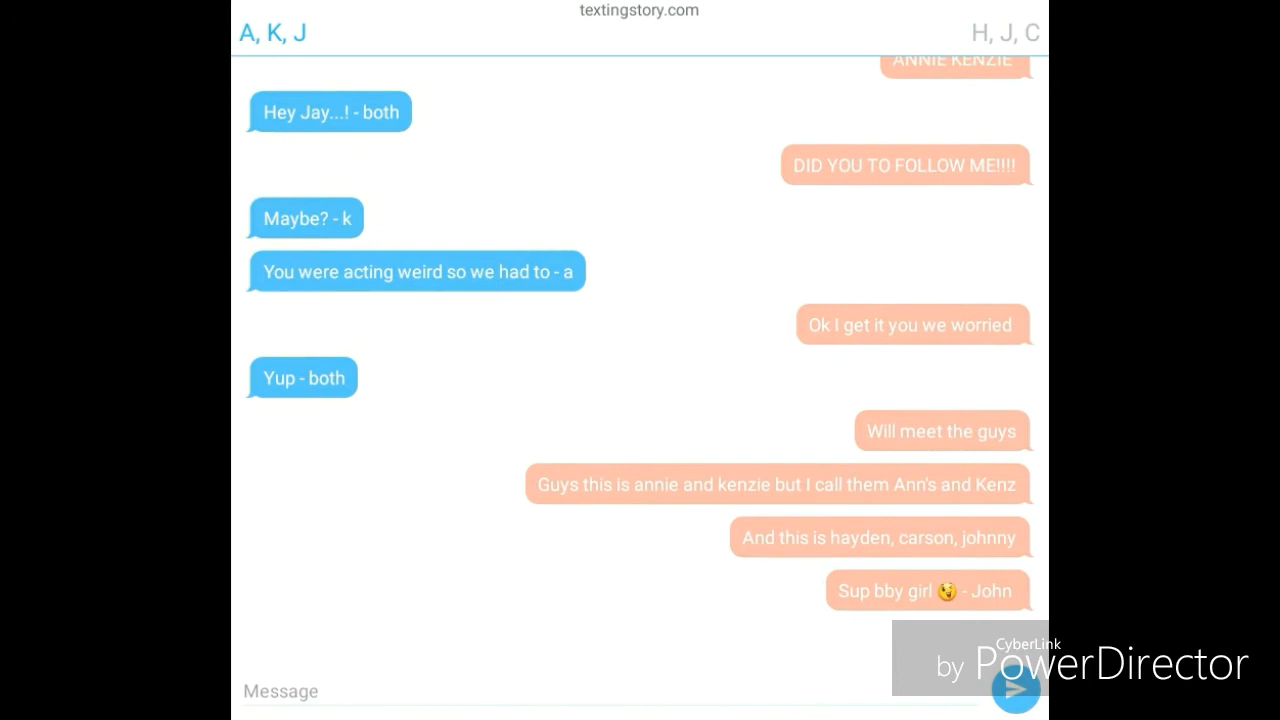 textingstory.com
A, K, J
H, J, C
ANNIE KENZIE
Hey Jay...! - both
DID YOU TO FOLLOW ME!!!!
Maybe? - k
You were acting weird so we had to - a
Ok I get it you we worried
Yup - both
Will meet the guys
Guys this is annie and kenzie but I call them Ann's and Kenz
And this is hayden, carson, johnny
Sup bby girl 😉 - John
Message
CyberLink
by PowerDirector